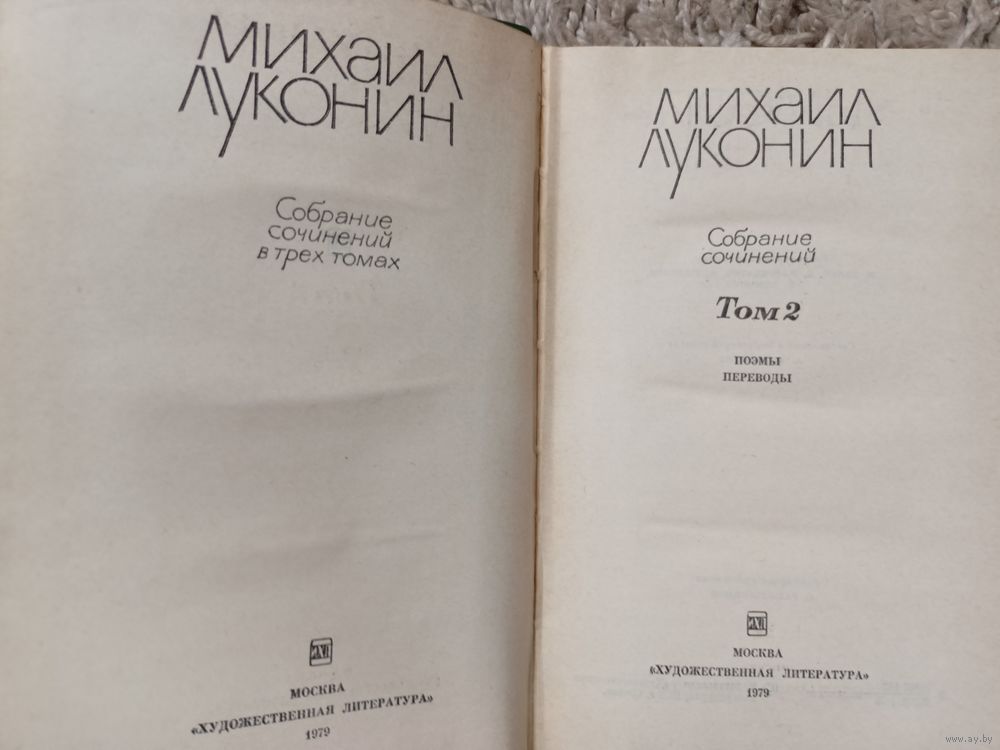 МИХАИЛ
ЛУКОНИН
Собрание
сочинений
в трех томах
МОСКВА
«ХУДОЖЕСТВЕННАЯ ЛИТЕРАТУРА»
1979
МИХАИЛ
ЛУКОНИН
Собрание
сочинений
Том 2
ПОЭМЫ
ПЕРЕВОДЫ
МОСКВА
«ХУДОЖЕСТВЕННАЯ ЛИТЕРАТУРА»
1979
www.ay.by